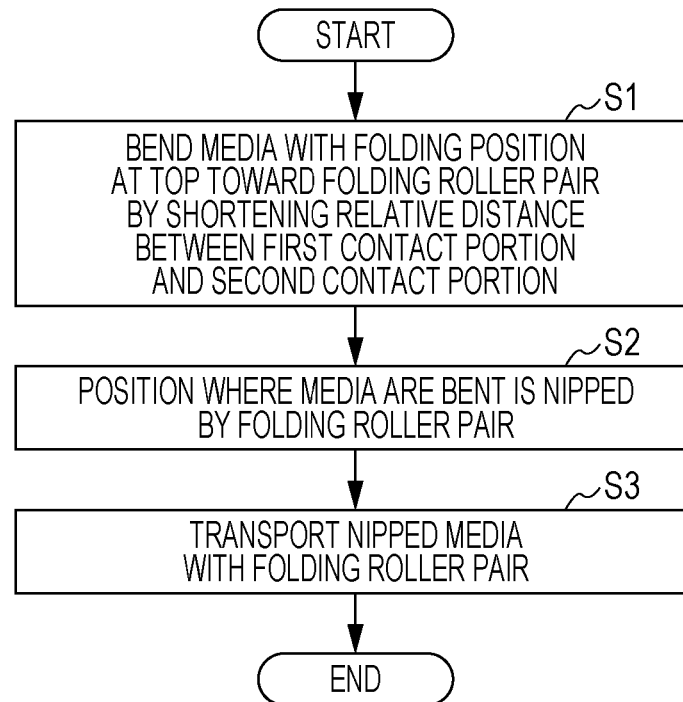 START
S1
BEND MEDIA WITH FOLDING POSITION
AT TOP TOWARD FOLDING ROLLER PAIR
BY SHORTENING RELATIVE DISTANCE
BETWEEN FIRST CONTACT PORTION
AND SECOND CONTACT PORTION
S2
POSITION WHERE MEDIA ARE BENT IS NIPPED
BY FOLDING ROLLER PAIR
S3
TRANSPORT NIPPED MEDIA
WITH FOLDING ROLLER PAIR
END